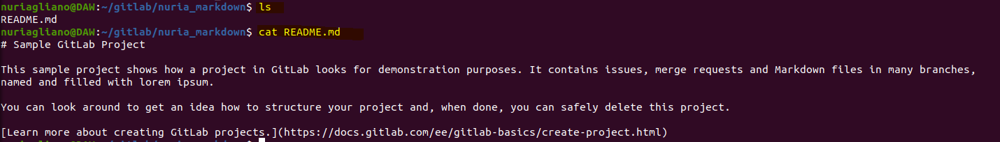 nuriagliano@DAW:~/gitlab/nuria_markdown$ ls
README.md
nuriagliano@DAW:~/gitlab/nuria_markdown$ cat README.md
# Sample GitLab Project
This sample project shows how a project in GitLab looks for demonstration purposes. It contains issues, merge requests and Markdown files in many branches,
named and filled with lorem ipsum.
You can look around to get an idea how to structure your project and, when done, you can safely delete this project.
[Learn more about creating GitLab projects.](https://docs.gitlab.com/ee/gitlab-basics/create-project.html)